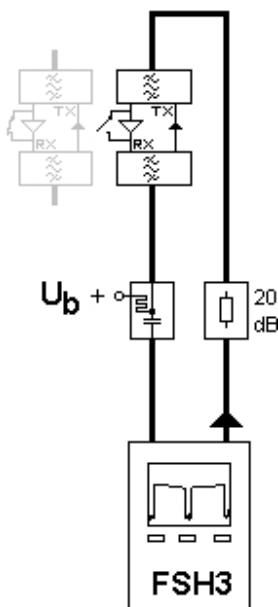 TX TX
RX RX
Ub + 20
dB
FSH3